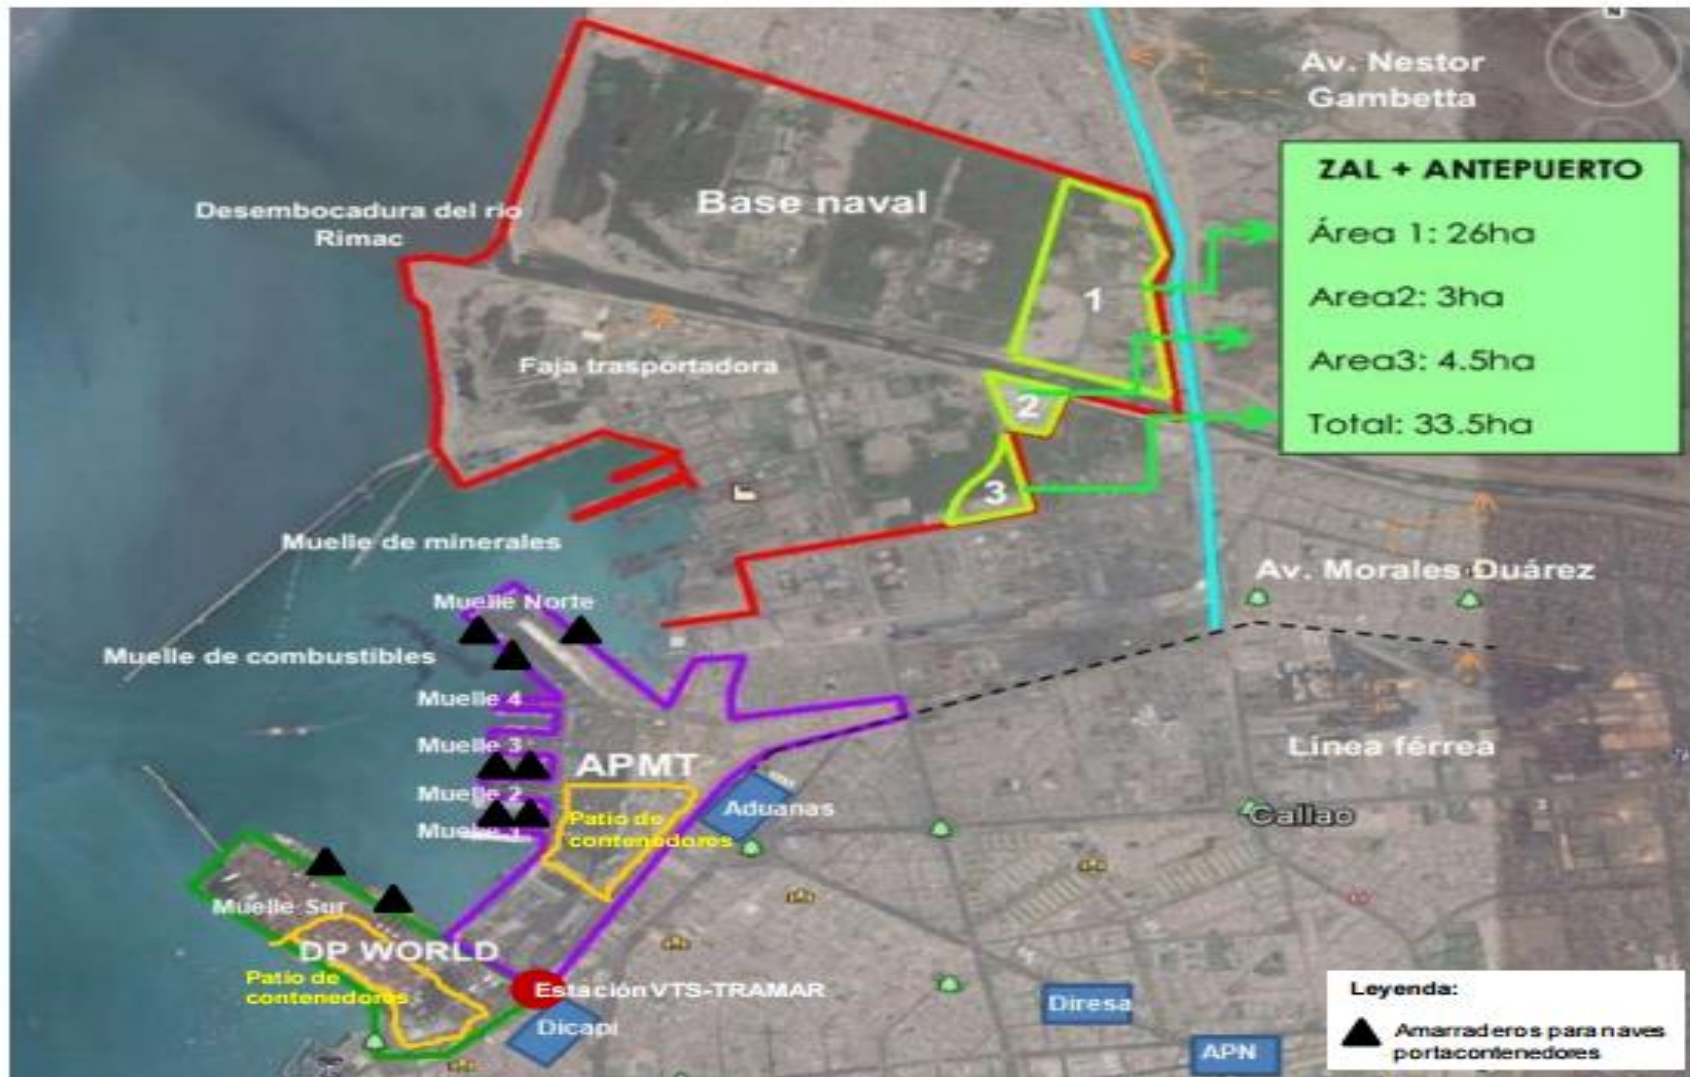 N
Av. Nestor
Gambetta
ZAL + ANTEPUERTO
Área 1: 26ha
Area2: 3ha
Area3: 4.5ha
Total: 33.5ha
Base naval
Desembocadura del río
Rimac
1
Faja trasportadora
2
3
Muelle de minerales
Av. Morales Duárez
Muelle Norte
Muelle de combustibles
Muelle 4
Muelle 3
APMT
Línea férrea
Muelle 2
Aduanas
Muelle 1
Patio de
contenedores
Callao
Muelle Sur
DP WORLD
Patio de
contenedores
Estación VTS-TRAMAR
Dicapi
Diresa
APN
Leyenda:
Amarraderos para naves
portacontenedores